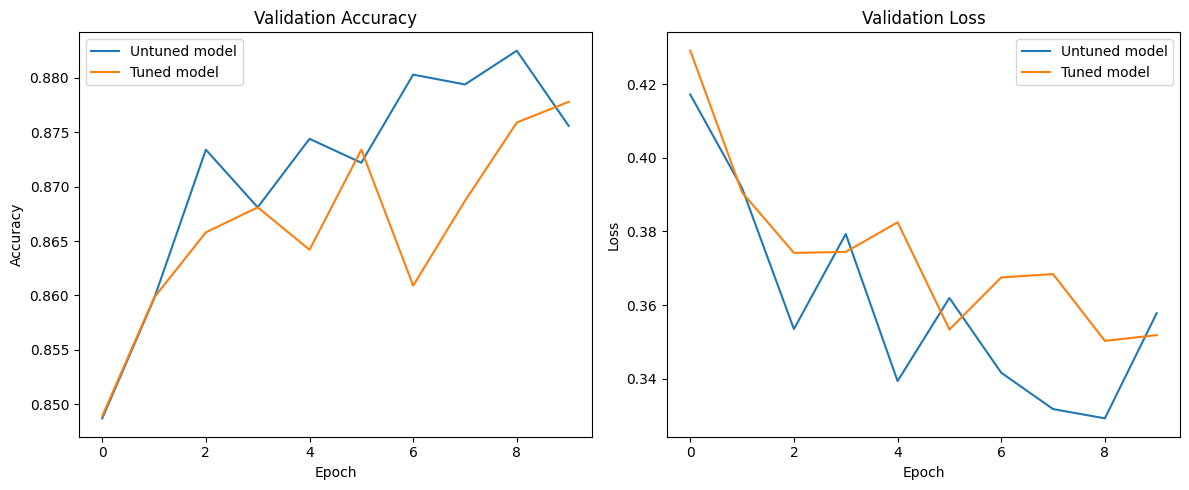 Validation Accuracy
Untuned model
Tuned model
0.880
0.875
0.870
0.865
0.860
0.855
0.850
Accuracy
0 2 4 6 8
Epoch
Validation Loss
Untuned model
Tuned model
0.42
0.40
0.38
0.36
0.34
Loss
0 2 4 6 8
Epoch